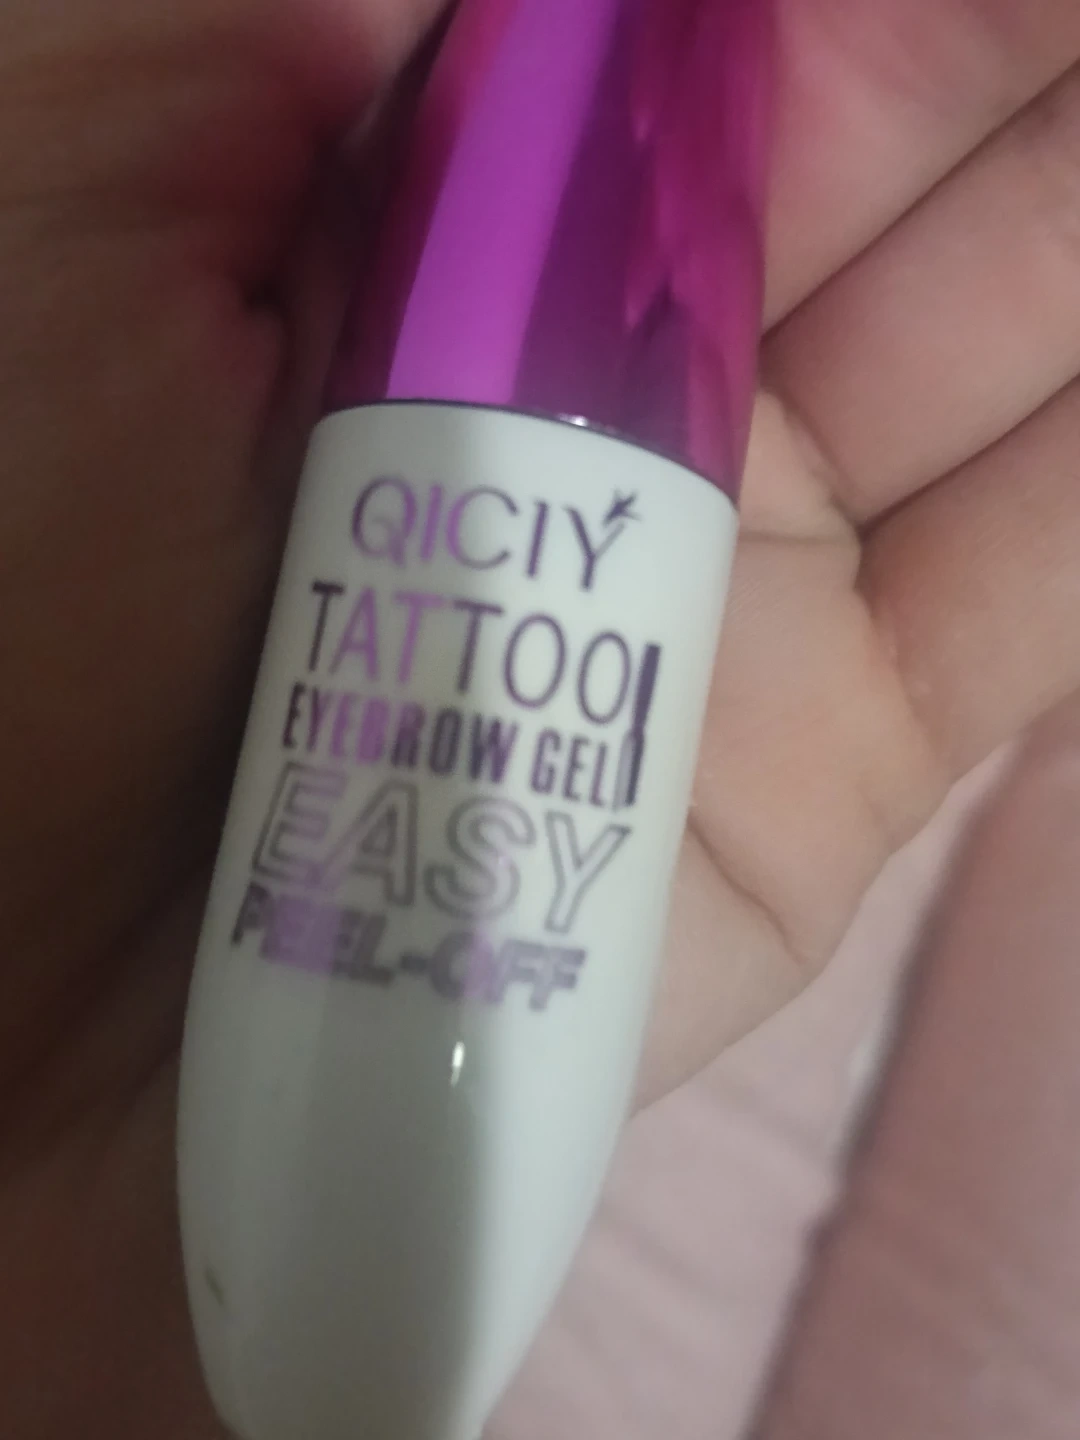 QICIY
TATTOO
EYEBROW GEL
EASY
PEEL-OFF